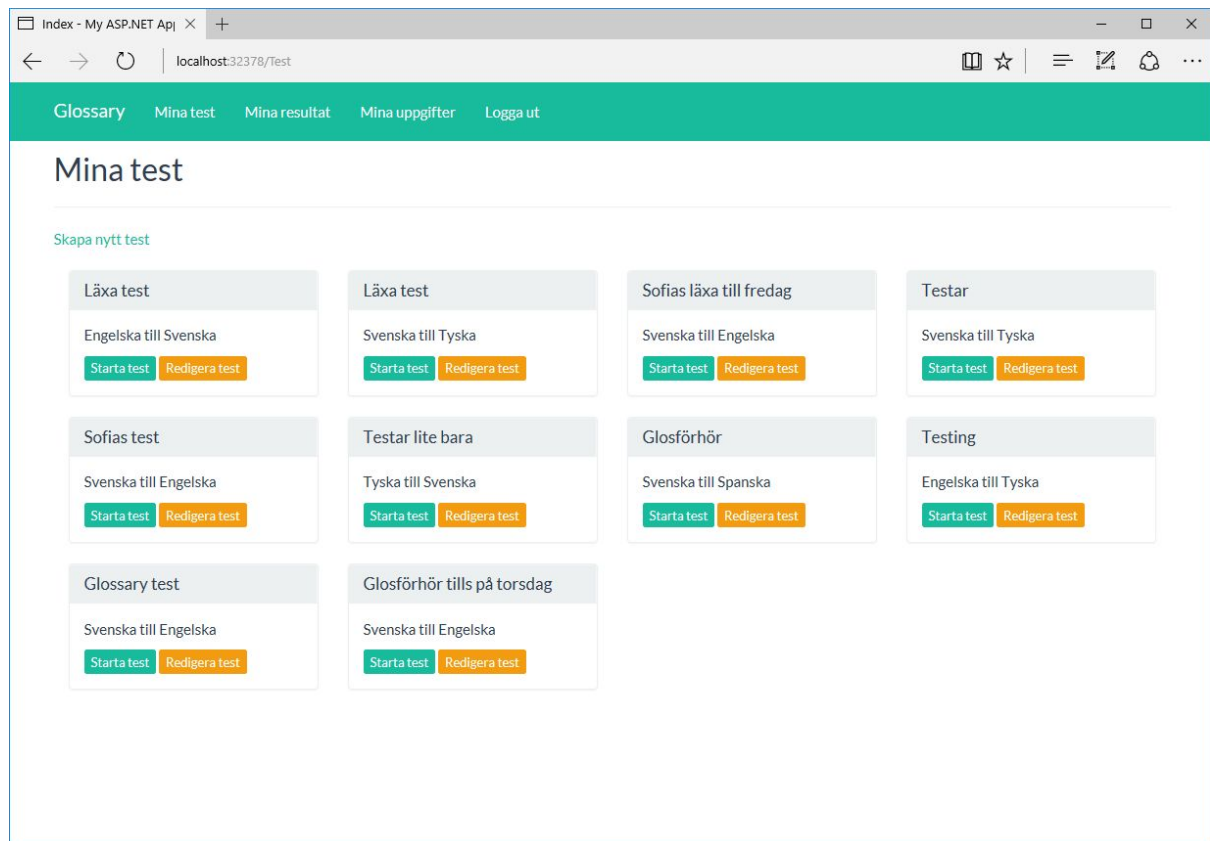 Index - My ASP.NET Ap
localhost:32378/Test
Glossary Mina test Mina resultat Mina uppgifter Logga ut
Mina test
Skapa nytt test
Läxa test Läxa test Sofias läxa till fredag Testar
Engelska till Svenska Svenska till Tyska Svenska till Engelska Svenska till Tyska
Starta test Redigera test Starta test Redigera test Starta test Redigera test Starta test Redigera test
Sofias test Testar lite bara Glosförhör Testing
Svenska till Engelska Tyska till Svenska Svenska till Spanska Engelska till Tyska
Starta test Redigera test Starta test Redigera test Starta test Redigera test Starta test Redigera test
Glossary test Glosförhör tills på torsdag
Svenska till Engelska Svenska till Engelska
Starta test Redigera test Starta test Redigera test